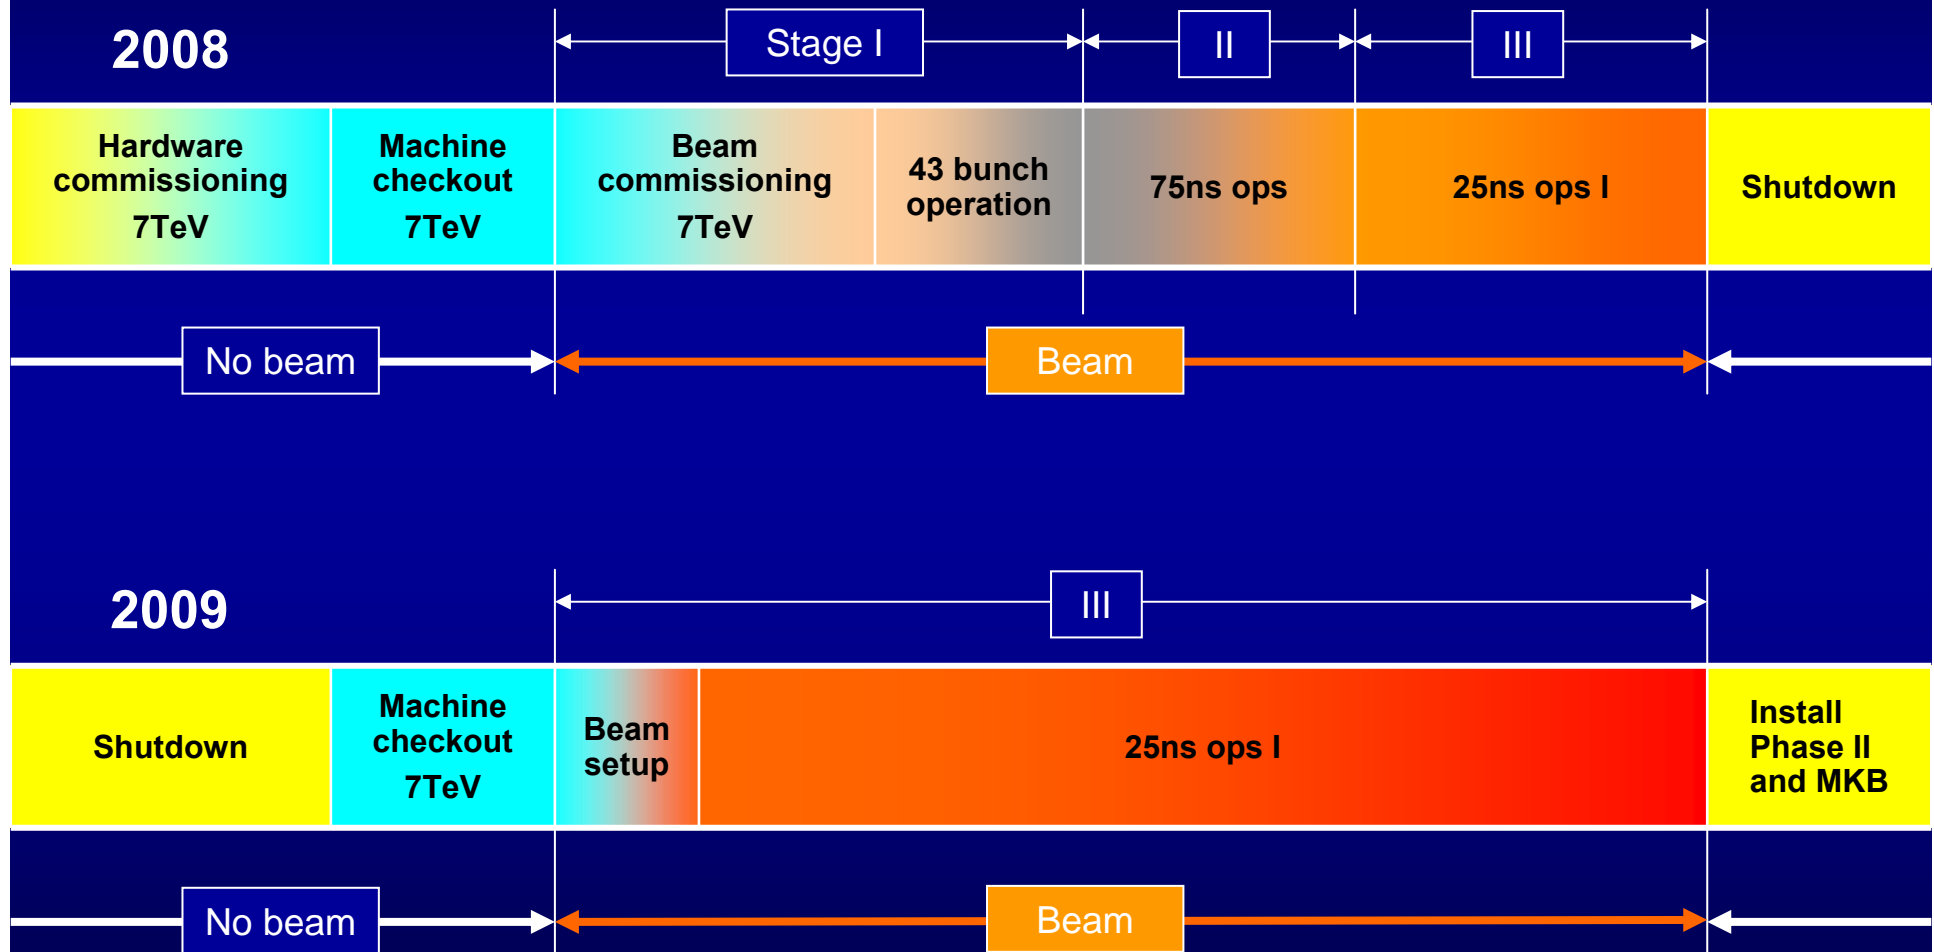 2008
Stage I
II
III
Hardware
commissioning
7TeV
Machine
checkout
7TeV
Beam
commissioning
7TeV
43 bunch
operation
75ns ops
25ns ops I
Shutdown
No beam
Beam
2009
III
Shutdown
Machine
checkout
7TeV
Beam
setup
25ns ops I
Install
Phase II
and MKB
No beam
Beam